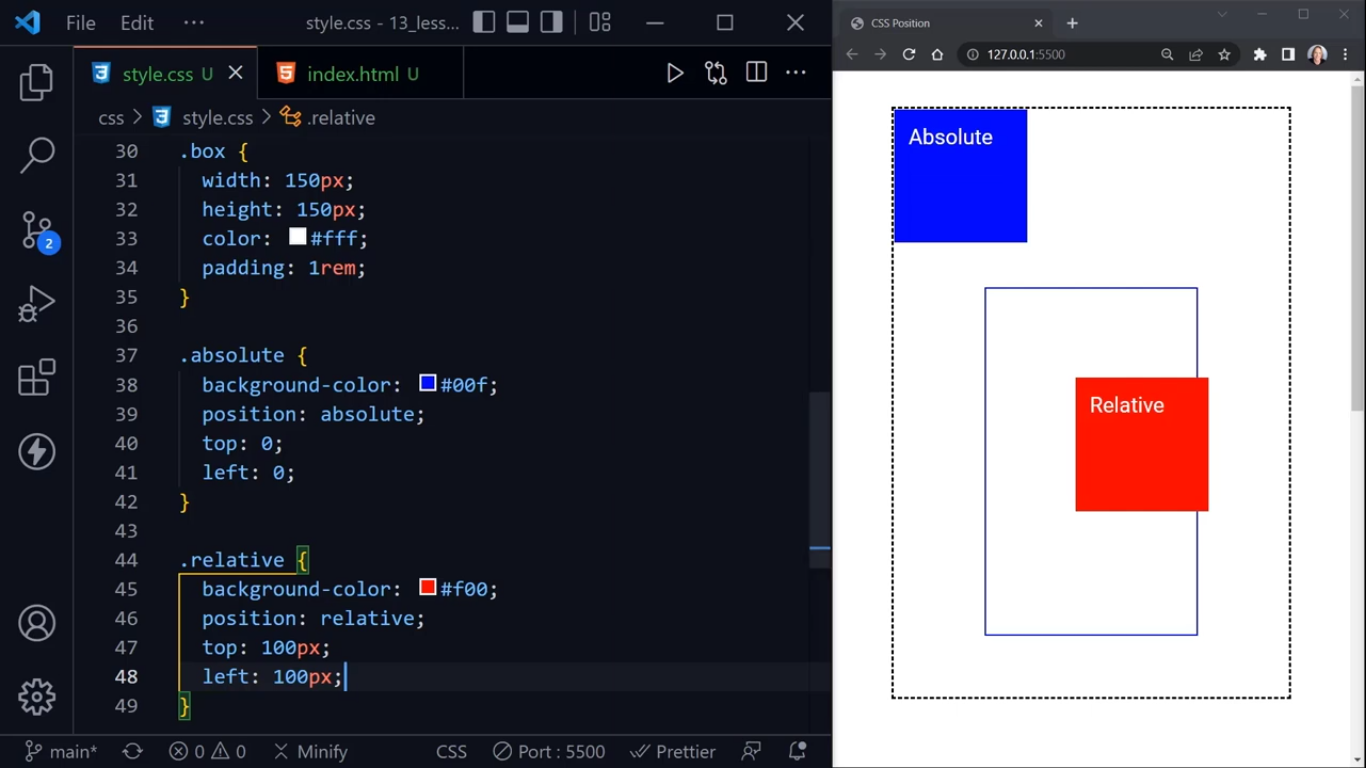 File Edit ··· style.css - 13_less...
style.css U index.html U
css > style.css > .relative
30 .box {
31 width: 150px;
32 height: 150px;
33 color: #fff;
34 padding: 1rem;
35 }
36
37 .absolute {
38 background-color: #00f;
39 position: absolute;
40 top: 0;
41 left: 0;
42 }
43
44 .relative {
45 background-color: #f00;
46 position: relative;
47 top: 100px;
48 left: 100px;
49 }
2
main* 0 0 Minify CSS Port : 5500 Prettier
CSS Position
127.0.0.1:5500
Absolute
Relative